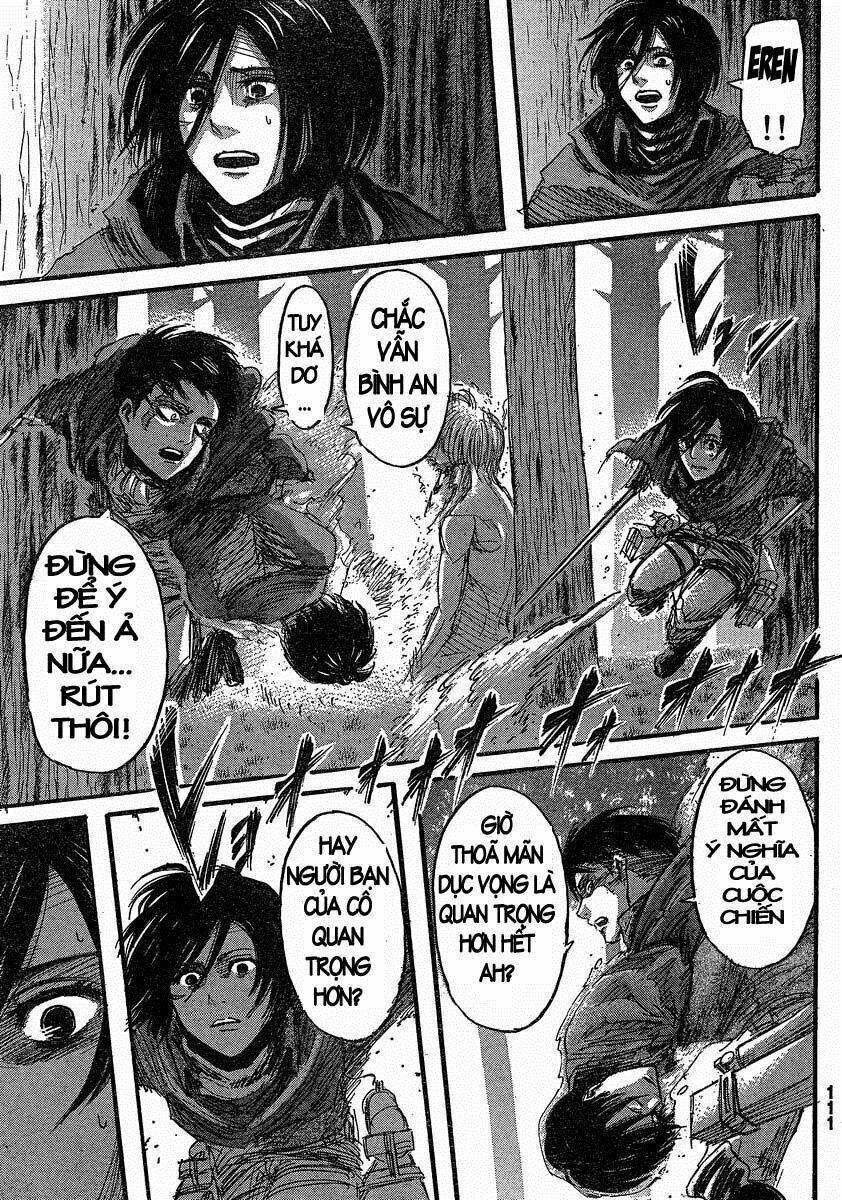 EREN
!!
CHẮC
VẪN
BÌNH AN
VÔ SỰ
TUY
KHÁ
DƠ
...
ĐỪNG
ĐỂ Ý
ĐẾN Ả
NỮA...
RÚT
THÔI!
ĐỪNG
ĐÁNH
MẤT
Ý NGHĨA
CỦA
CUỘC
CHIẾN
GIỜ
THOÃ MÃN
DỤC VỌNG LÀ
QUAN TRỌNG
HƠN HẾT
AH?
HAY
NGƯỜI BẠN
CỦA CÔ
QUAN
TRỌNG
HƠN?
111